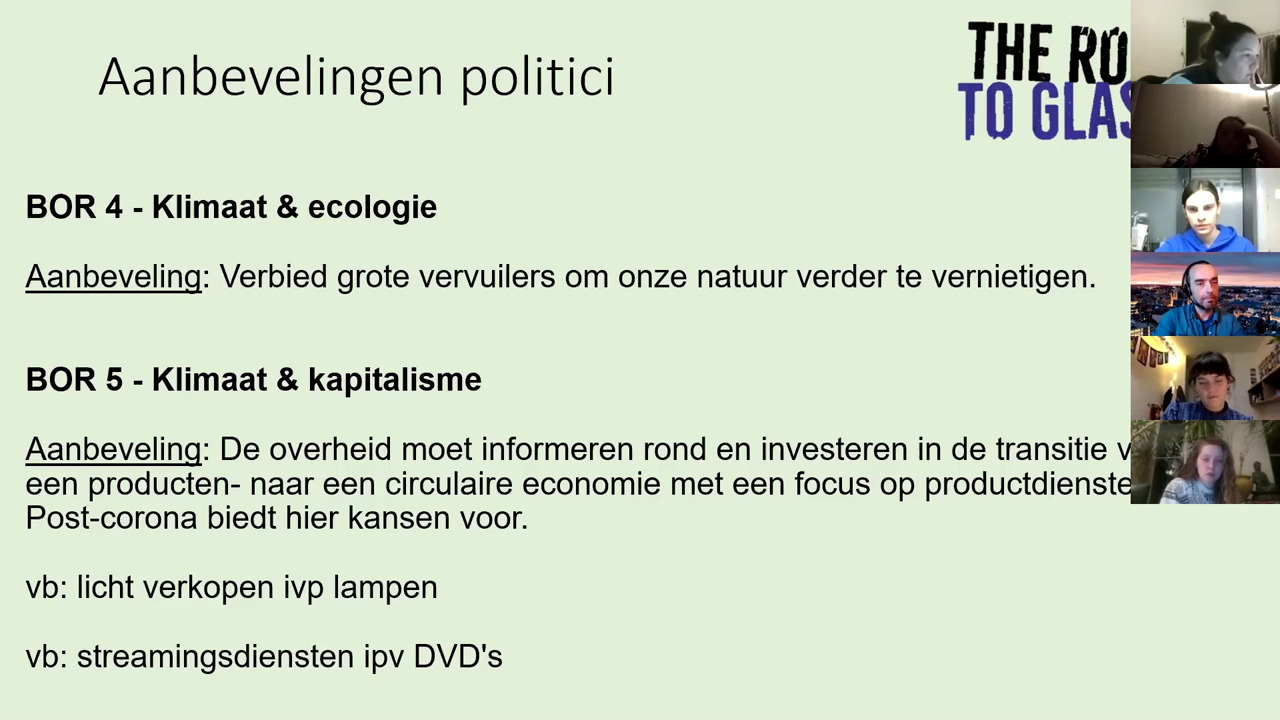 Aanbevelingen politici
THE RO
TO GLAS
BOR 4 - Klimaat & ecologie
Aanbeveling: Verbied grote vervuilers om onze natuur verder te vernietigen.
BOR 5 - Klimaat & kapitalisme
Aanbeveling: De overheid moet informeren rond en investeren in de transitie v
een producten- naar een circulaire economie met een focus op productdienste
Post-corona biedt hier kansen voor.
vb: licht verkopen ivp lampen
vb: streamingsdiensten ipv DVD's